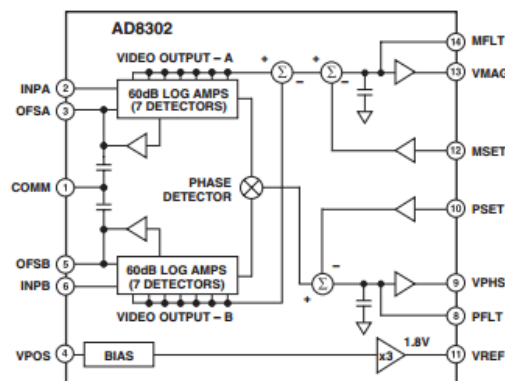 AD8302
VIDEO OUTPUT – A
+
Σ
–
+
Σ
–
14 MFLT
13 VMAG
INPA 2
OFSA 3
60dB LOG AMPS
(7 DETECTORS)
12 MSET
COMM 1
PHASE
DETECTOR
10 PSET
–
+
Σ
OFSB 5
INPB 6
60dB LOG AMPS
(7 DETECTORS)
9 VPHS
8 PFLT
VIDEO OUTPUT – B
VPOS 4
BIAS
x3
1.8V
11 VREF